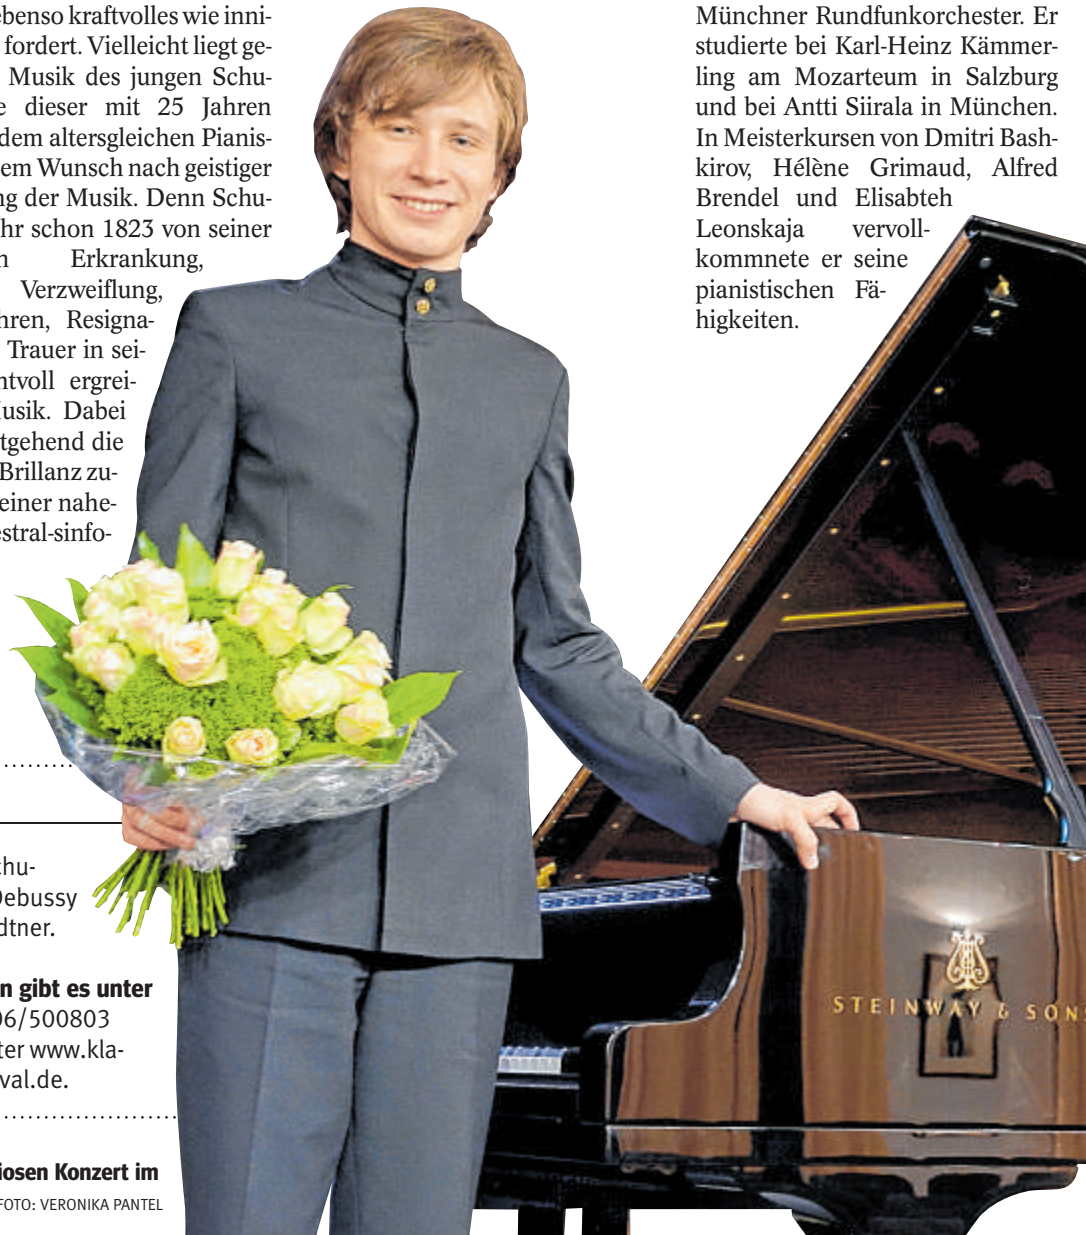 ebenso kraftvolles wie inni-
fordert. Vielleicht liegt ge-
Musik des jungen Schu-
dieser mit 25 Jahren
dem altersgleichen Pianis-
em Wunsch nach geistiger
ng der Musik. Denn Schu-
hr schon 1823 von seiner
n Erkrankung,
Verzweiflung,
hren, Resigna-
Trauer in sei-
ntvoll ergrei-
usik. Dabei
tgehend die
Brillanz zu-
einer nahe-
estral-sinfo-
chu-
Debussy
dtner.
n gibt es unter
06/500803
ter www.kla-
val.de.
iosen Konzert im
FOTO: VERONIKA PANTEL
Münchner Rundfunkorchester. Er
studierte bei Karl-Heinz Kämmer-
ling am Mozarteum in Salzburg
und bei Antti Siirala in München.
In Meisterkursen von Dmitri Bash-
kirov, Hélène Grimaud, Alfred
Brendel und Elisabteh
Leonskaja vervoll-
kommnete er seine
pianistischen Fä-
higkeiten.
STEINWAY & SONS